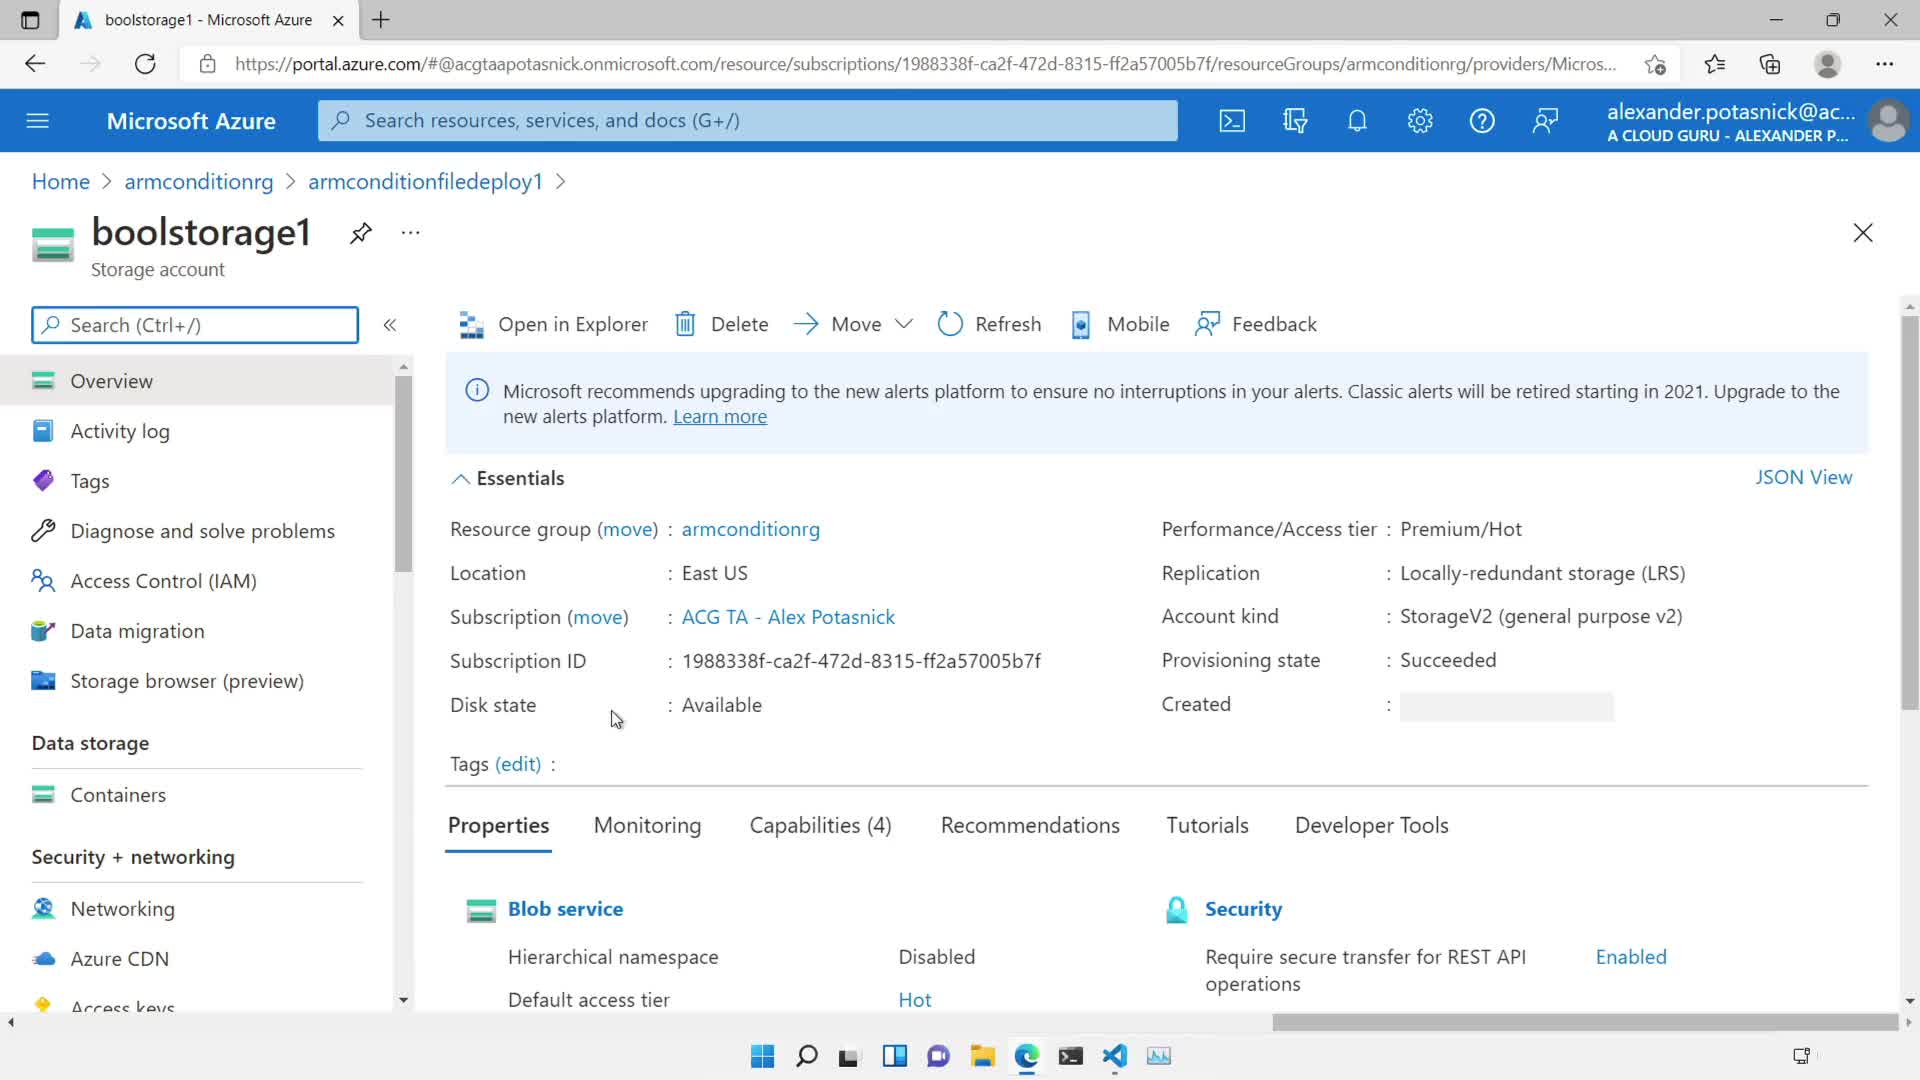 boolstorage1 - Microsoft Azure
https://portal.azure.com/#@acgtaapotasnick.onmicrosoft.com/resource/subscriptions/1988338f-ca2f-472d-8315-ff2a57005b7f/resourceGroups/armconditionrg/providers/Micros...
Microsoft Azure
Search resources, services, and docs (G+/)
alexander.potasnick@ac...
A CLOUD GURU - ALEXANDER P...
Home > armconditionrg > armconditionfiledeploy1 >
boolstorage1 ...
Storage account
Search (Ctrl+/)
«
Open in Explorer Delete Move Refresh Mobile Feedback
Microsoft recommends upgrading to the new alerts platform to ensure no interruptions in your alerts. Classic alerts will be retired starting in 2021. Upgrade to the
new alerts platform. Learn more
Overview
Activity log
Tags
Diagnose and solve problems
Access Control (IAM)
Data migration
Storage browser (preview)
Data storage
Containers
Security + networking
Networking
Azure CDN
Access keys
Essentials
JSON View
Resource group (move) : armconditionrg
Location : East US
Subscription (move) : ACG TA - Alex Potasnick
Subscription ID : 1988338f-ca2f-472d-8315-ff2a57005b7f
Disk state : Available
Performance/Access tier : Premium/Hot
Replication : Locally-redundant storage (LRS)
Account kind : StorageV2 (general purpose v2)
Provisioning state : Succeeded
Created :
Tags (edit) :
Properties Monitoring Capabilities (4) Recommendations Tutorials Developer Tools
Blob service
Hierarchical namespace Disabled
Default access tier Hot
Security
Require secure transfer for REST API Enabled
operations